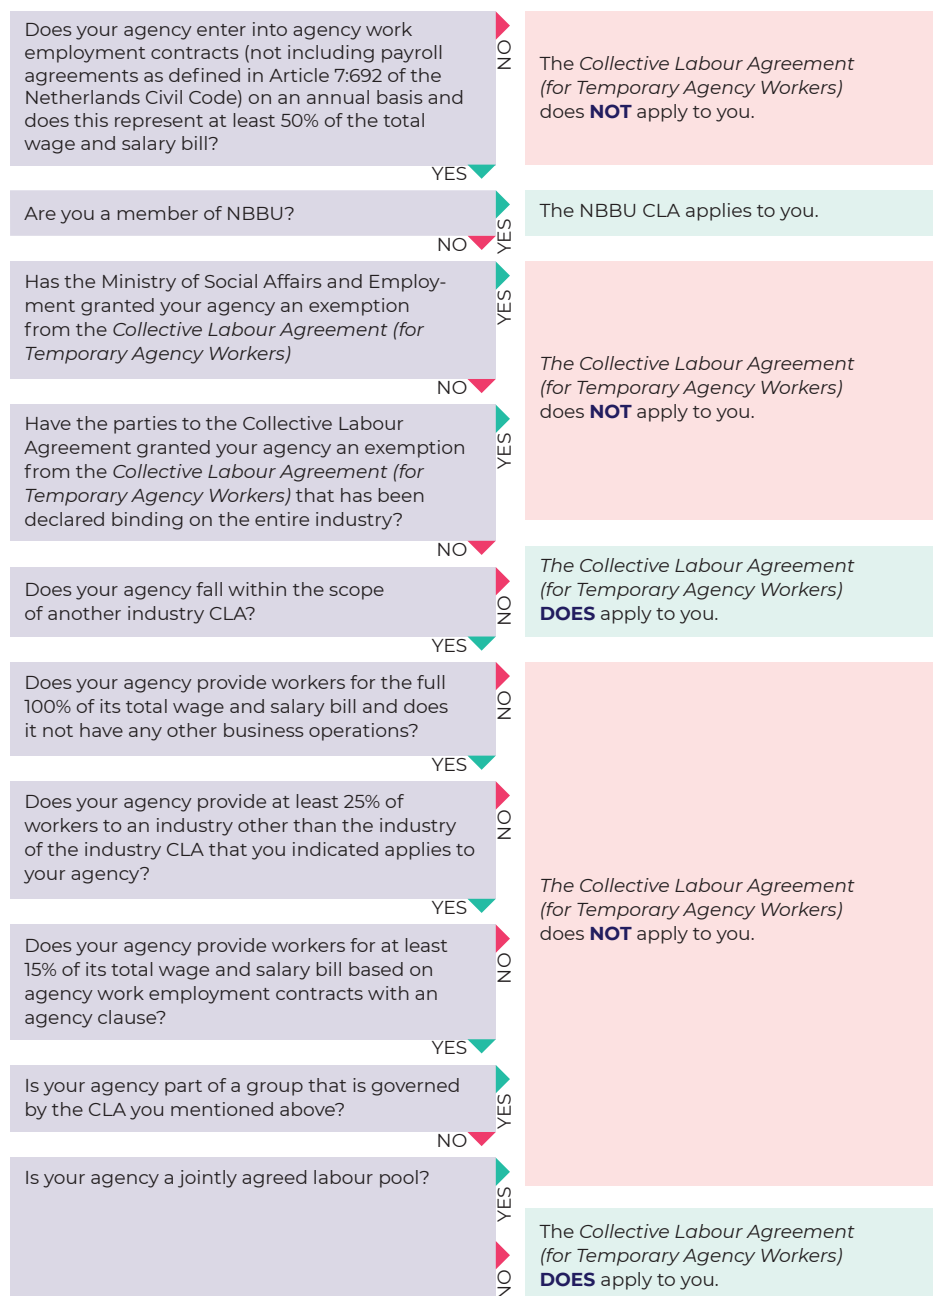 Does your agency enter into agency work
employment contracts (not including payroll
agreements as defined in Article 7:692 of the
Netherlands Civil Code) on an annual basis and
does this represent at least 50% of the total
wage and salary bill?
NO
The Collective Labour Agreement
(for Temporary Agency Workers)
does NOT apply to you.
YES
Are you a member of NBBU?
YES
The NBBU CLA applies to you.
NO
Has the Ministry of Social Affairs and Employ-
ment granted your agency an exemption
from the Collective Labour Agreement (for
Temporary Agency Workers)
YES
NO
The Collective Labour Agreement
(for Temporary Agency Workers)
does NOT apply to you.
Have the parties to the Collective Labour
Agreement granted your agency an exemption
from the Collective Labour Agreement (for
Temporary Agency Workers) that has been
declared binding on the entire industry?
YES
NO
Does your agency fall within the scope
of another industry CLA?
NO
The Collective Labour Agreement
(for Temporary Agency Workers)
DOES apply to you.
YES
Does your agency provide workers for the full
100% of its total wage and salary bill and does
it not have any other business operations?
NO
YES
Does your agency provide at least 25% of
workers to an industry other than the industry
of the industry CLA that you indicated applies to
your agency?
NO
YES
The Collective Labour Agreement
(for Temporary Agency Workers)
does NOT apply to you.
Does your agency provide workers for at least
15% of its total wage and salary bill based on
agency work employment contracts with an
agency clause?
NO
YES
Is your agency part of a group that is governed
by the CLA you mentioned above?
YES
NO
Is your agency a jointly agreed labour pool?
YES
NO
The Collective Labour Agreement
(for Temporary Agency Workers)
DOES apply to you.